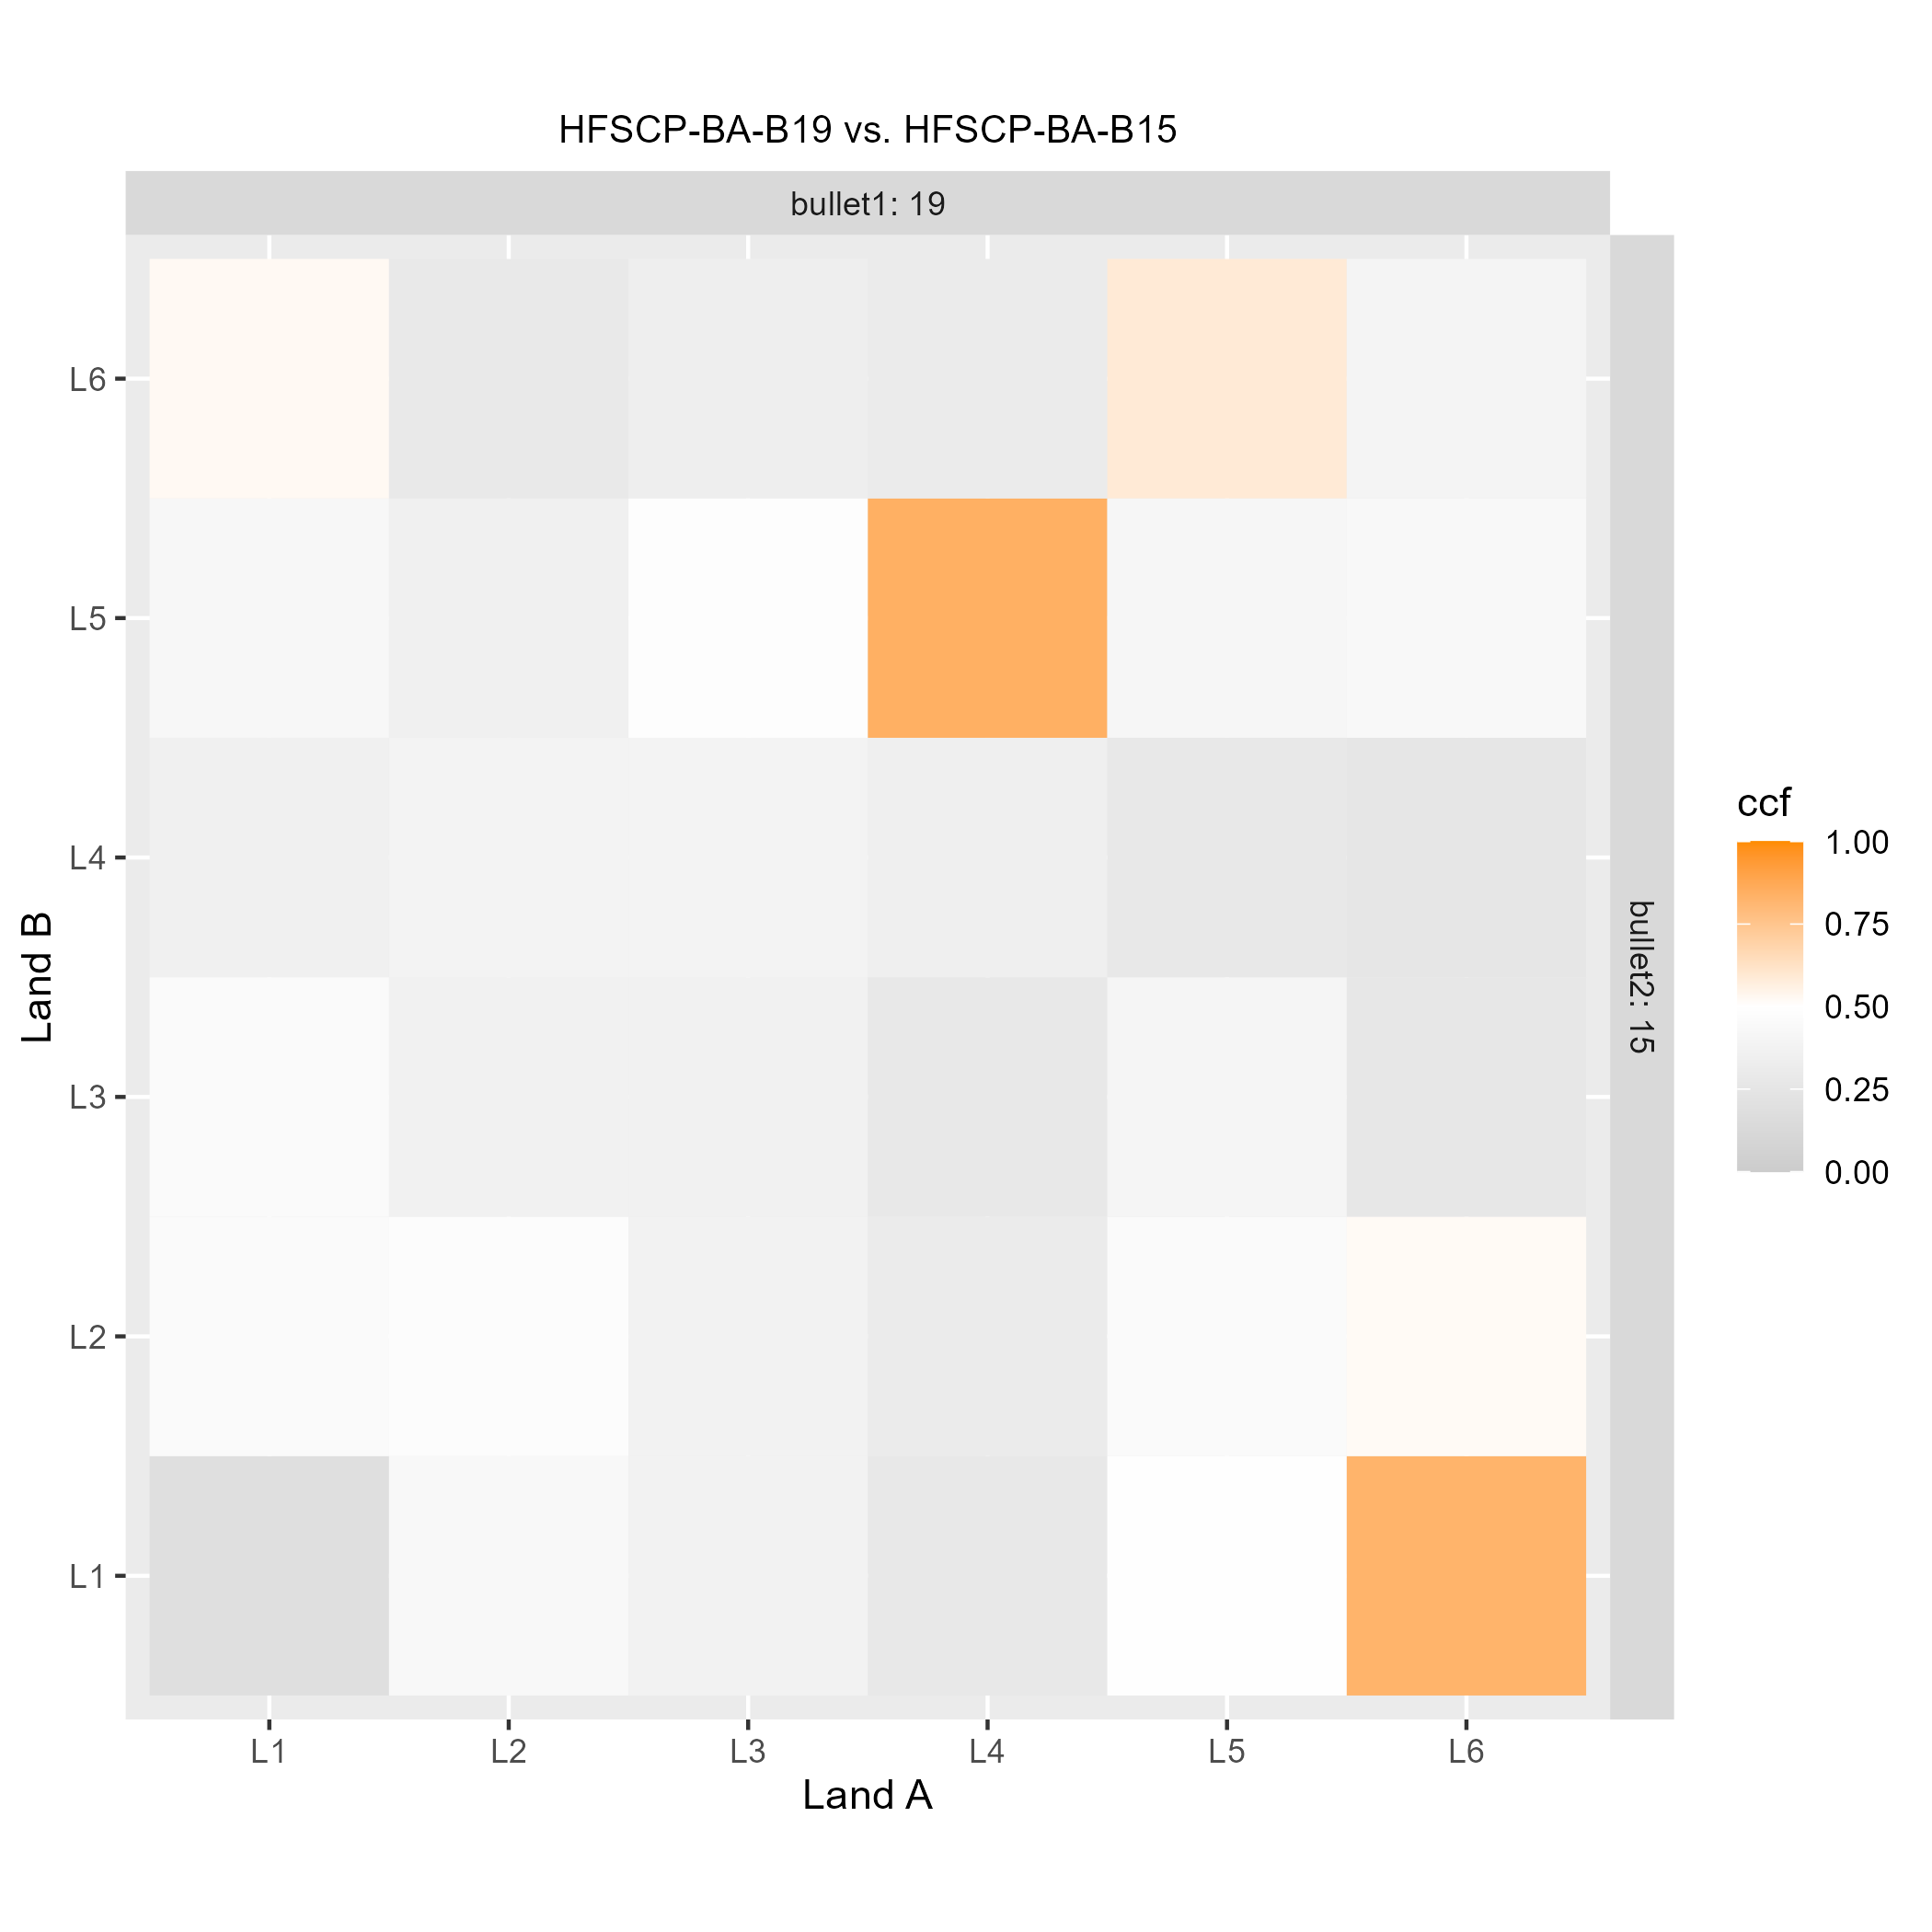 HFSCP-BA-B19 vs. HFSCP-BA-B15
bullet1: 19
L6
L5
L4
L3
L2
L1
Land B
bullet2: 15
ccf
1.00
0.75
0.50
0.25
0.00
L1 L2 L3 L4 L5 L6
Land A